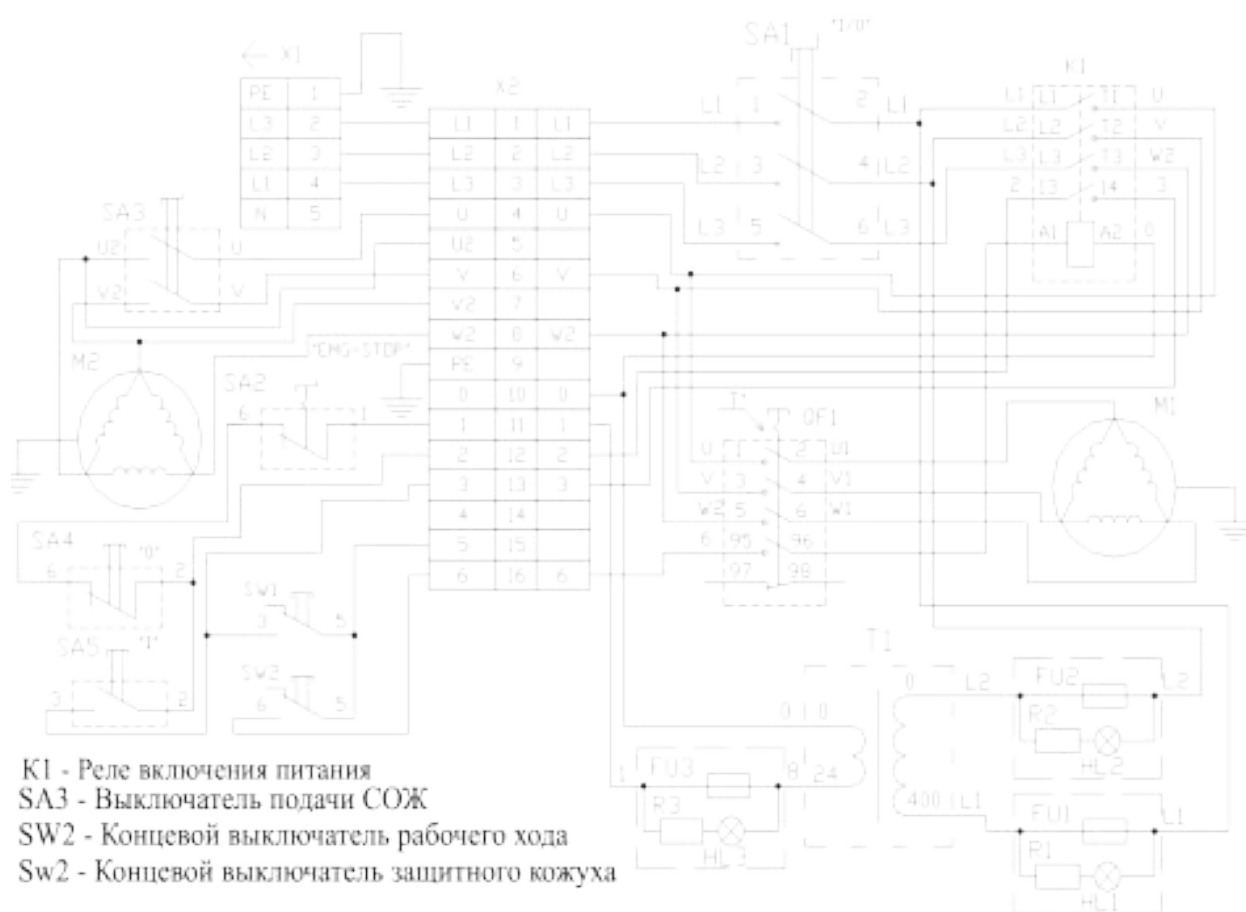 SA1 "I/0"
X1
K1
X2
PE 1
L3 2
L2 3
L1 4
N 5
L1 1 L1
L2 2 L2
L3 3 L3
U 4 U
U2 5
V 6 V
V2 7
W2 8 W2
PE 9
0 10 0
1 11 1
2 12 2
3 13 3
4 14
5 15
6 16 6
L1 1 2 L1
L2 3 4 L2
L3 5 6 L3
L1 L1 T1 U
L2 L2 T2 V
L3 L3 T3 W2
2 13 14 3
A1 A2 0
SA3
U2 U
V2 V
M2
"EMG-STOP"
SA2
6 1
M1
QF1
U 1 2 U1
V 3 4 V1
W2 5 6 W1
6 95 96
97 98
SA4 "0"
6 2
SA5 "I"
3 2
SW1
3 5
SW2
6 5
T1
0 0 0 L2
FU2 L2
R2
HL2
1 FU3 8 24
R3
HL3
400 L1 FU1 L1
R1
HL1
К1 - Реле включения питания
SA3 - Выключатель подачи СОЖ
SW2 - Концевой выключатель рабочего хода
Sw2 - Концевой выключатель защитного кожуха